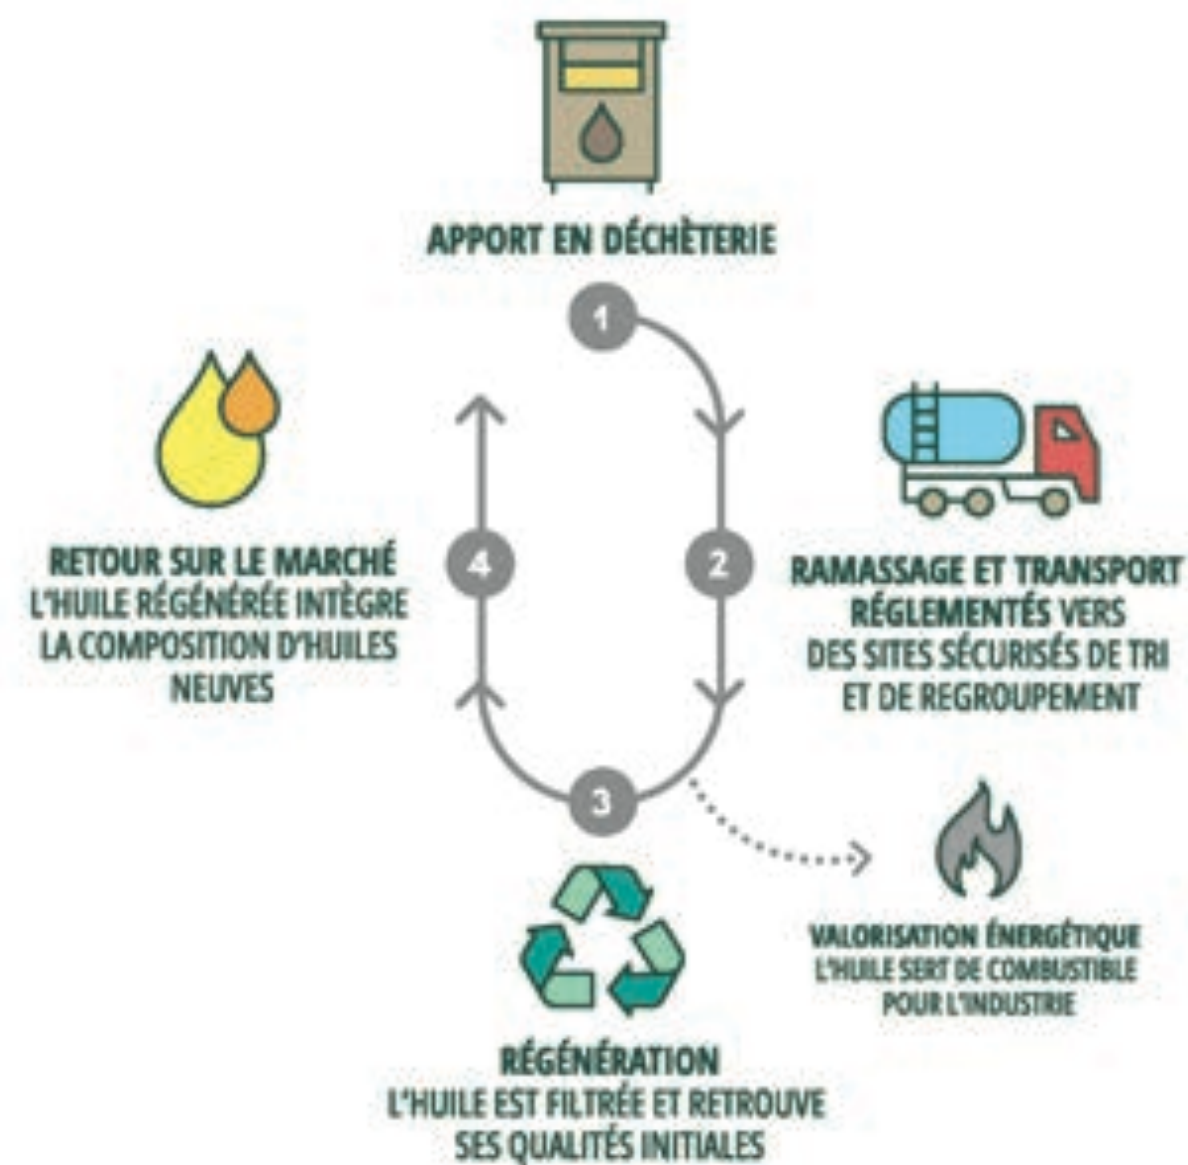 APPORT EN DÉCHÈTERIE
1
2
RAMASSAGE ET TRANSPORT
RÉGLEMENTÉS VERS
DES SITES SÉCURISÉS DE TRI
ET DE REGROUPEMENT
VALORISATION ÉNERGÉTIQUE
L'HUILE SERT DE COMBUSTIBLE
POUR L'INDUSTRIE
3
RÉGÉNÉRATION
L'HUILE EST FILTRÉE ET RETROUVE
SES QUALITÉS INITIALES
4
RETOUR SUR LE MARCHÉ
L'HUILE RÉGÉNÉRÉE INTÈGRE
LA COMPOSITION D'HUILES
NEUVES